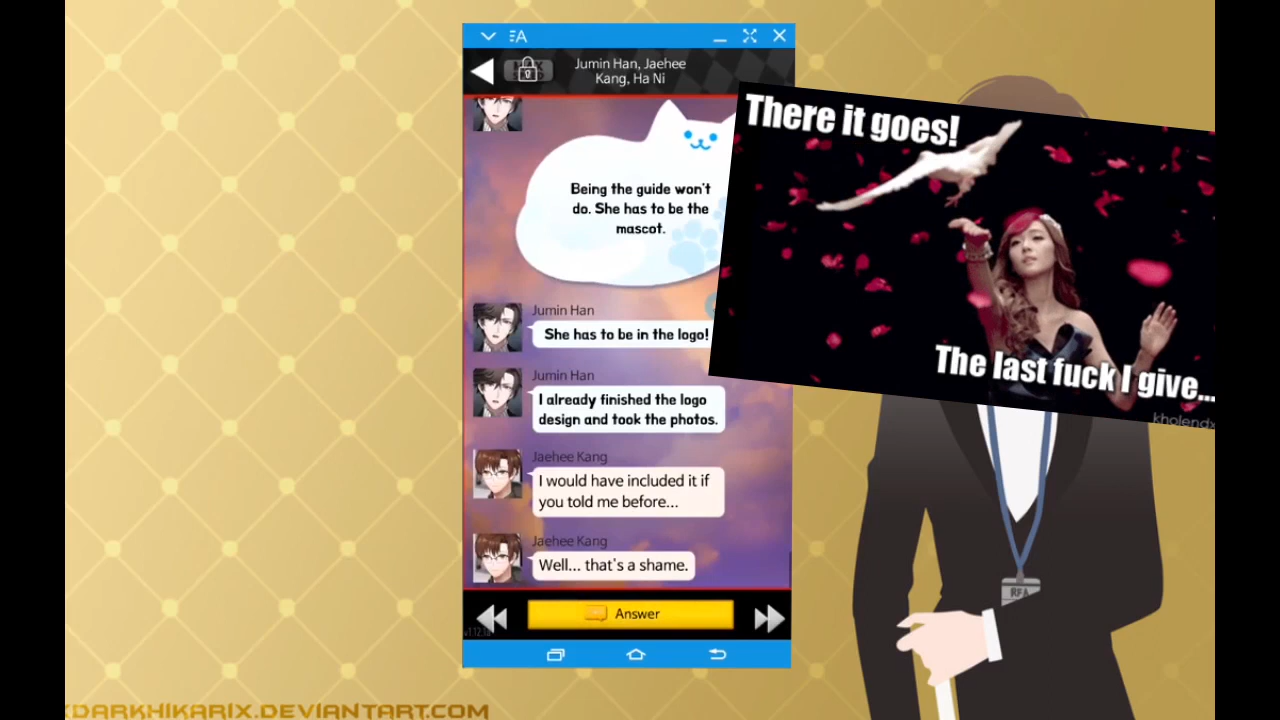 Jumin Han, Jaehee
Kang, Ha Ni
There it goes!
Being the guide won't
do. She has to be the
mascot.
Jumin Han
She has to be in the logo!
Jumin Han
I already finished the logo
design and took the photos.
The last fuck I give...
kholendx
Jaehee Kang
I would have included it if
you told me before...
Jaehee Kang
Well... that's a shame.
RFA
Answer
XDARKHIKARIX.DEVIANTART.COM